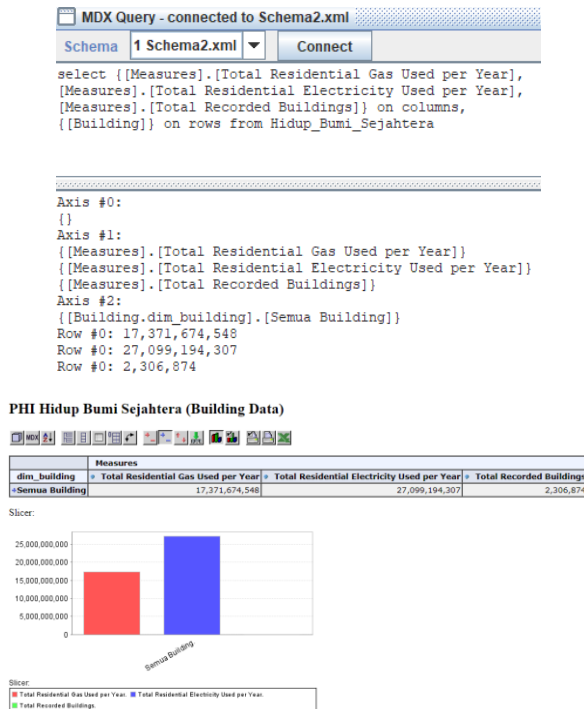 MDX Query - connected to Schema2.xml
Schema 1 Schema2.xml Connect
select {[Measures].[Total Residential Gas Used per Year],
[Measures].[Total Residential Electricity Used per Year],
[Measures].[Total Recorded Buildings]} on columns,
{[Building]} on rows from Hidup_Bumi_Sejahtera
Axis #0:
{}
Axis #1:
{[Measures].[Total Residential Gas Used per Year]}
{[Measures].[Total Residential Electricity Used per Year]}
{[Measures].[Total Recorded Buildings]}
Axis #2:
{[Building.dim_building].[Semua Building]}
Row #0: 17,371,674,548
Row #0: 27,099,194,307
Row #0: 2,306,874
PHI Hidup Bumi Sejahtera (Building Data)
MDX
Measures
dim_building Total Residential Gas Used per Year Total Residential Electricity Used per Year Total Recorded Buildings
+Semua Building 17,371,674,548 27,099,194,307 2,306,874
Slicer:
25,000,000,000
20,000,000,000
15,000,000,000
10,000,000,000
5,000,000,000
0
Semua Building
Slicer:
Total Residential Gas Used per Year. Total Residential Electricity Used per Year.
Total Recorded Buildings.